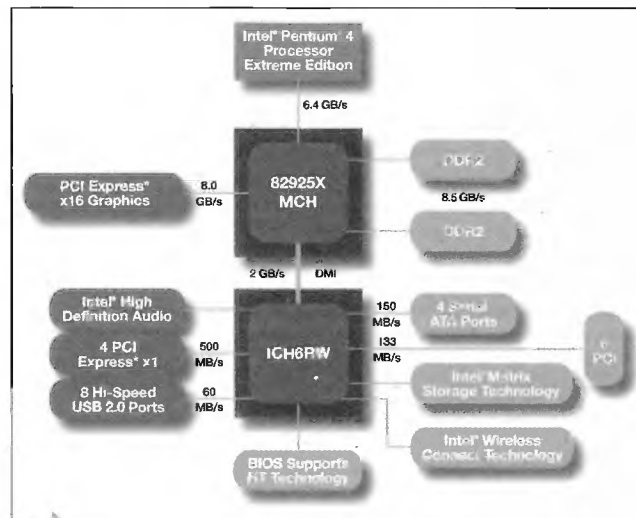 Intel® Pentium® 4
Processor
Extreme Edition
6.4 GB/s
82925X
MCH
PCI Express*
x16 Graphics
8.0
GB/s
DDR2
8.5 GB/s
DDR2
2 GB/s
DMI
ICH6RW
Intel® High
Definition Audio
4 PCI
Express* x1
500
MB/s
8 Hi-Speed
USB 2.0 Ports
60
MB/s
150
MB/s
4 Serial
ATA Ports
133
MB/s
6
PCI
Intel® Matrix
Storage Technology
Intel® Wireless
Connect Technology
BIOS Supports
HT Technology